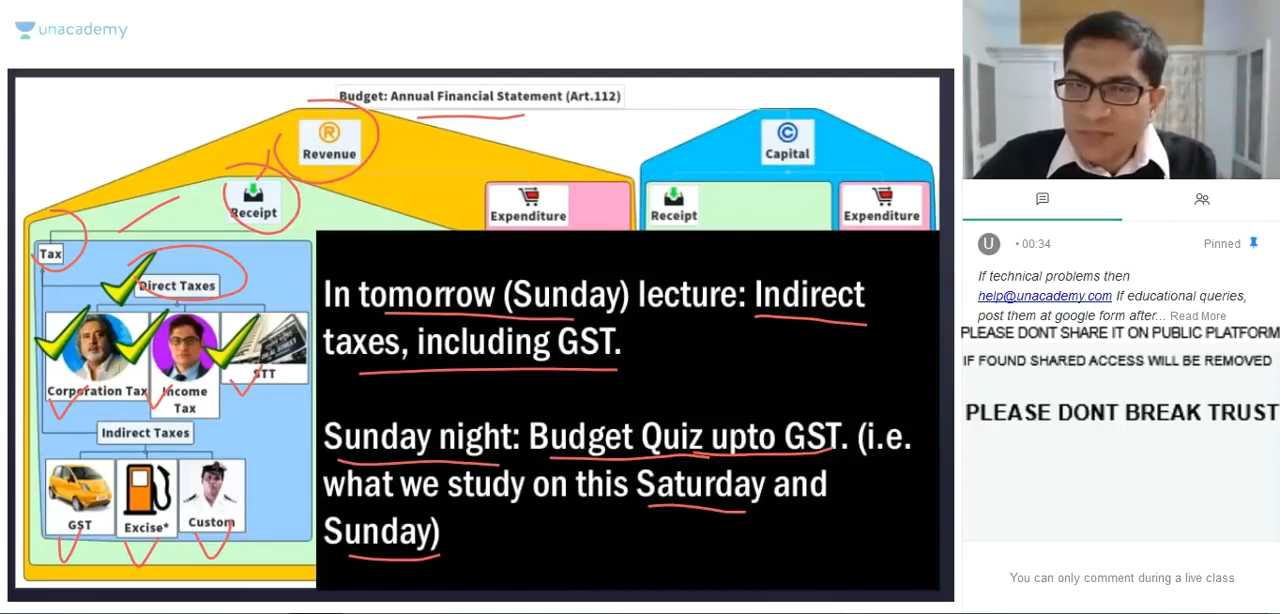 unacademy
Budget: Annual Financial Statement (Art.112)
R
Revenue
C
Capital
Receipt
Expenditure
Receipt
Expenditure
Tax
Direct Taxes
Corporation Tax
Income
Tax
STT
Indirect Taxes
GST
Excise*
Custom
In tomorrow (Sunday) lecture: Indirect
taxes, including GST.
Sunday night: Budget Quiz upto GST. (i.e.
what we study on this Saturday and
Sunday)
U • 00:34 Pinned
If technical problems then
help@unacademy.com If educational queries,
post them at google form after... Read More
PLEASE DONT SHARE IT ON PUBLIC PLATFORM
IF FOUND SHARED ACCESS WILL BE REMOVED
PLEASE DONT BREAK TRUST
You can only comment during a live class